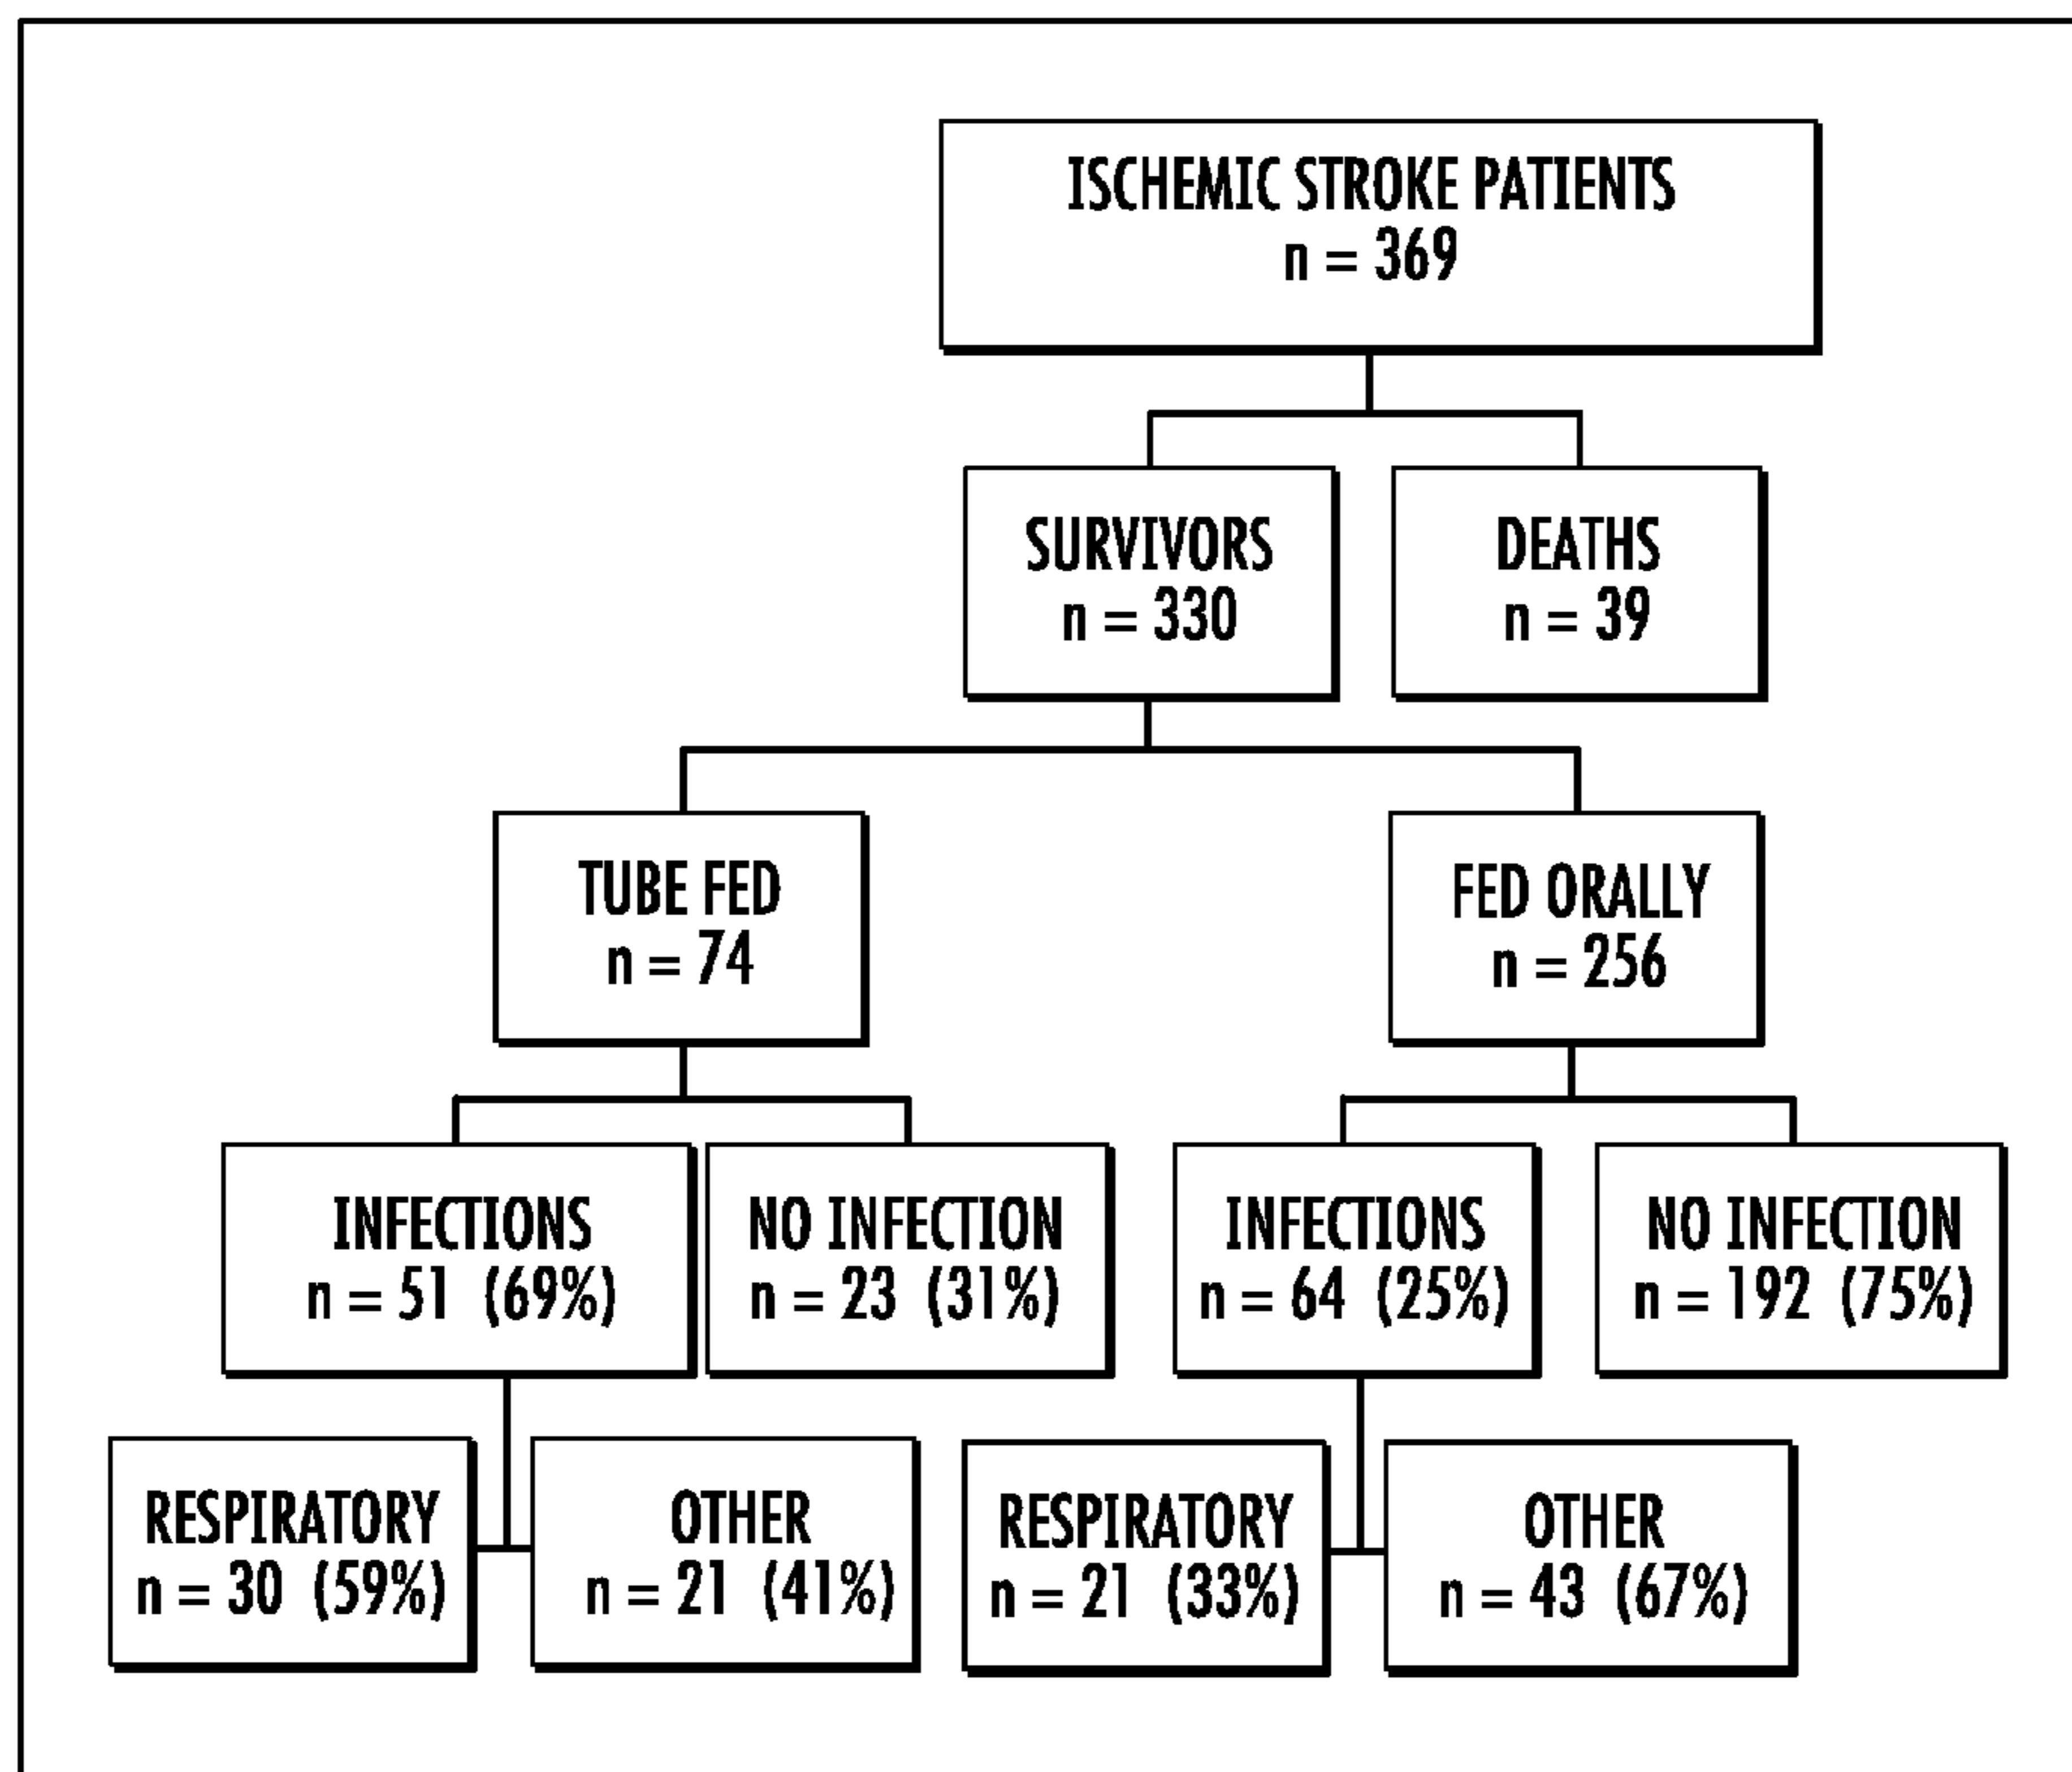 ISCHEMIC STROKE PATIENTS
n = 369
SURVIVORS
n = 330
DEATHS
n = 39
TUBE FED
n = 74
FED ORALLY
n = 256
INFECTIONS
n = 51 (69%)
NO INFECTION
n = 23 (31%)
INFECTIONS
n = 64 (25%)
NO INFECTION
n = 192 (75%)
RESPIRATORY
n = 30 (59%)
OTHER
n = 21 (41%)
RESPIRATORY
n = 21 (33%)
OTHER
n = 43 (67%)